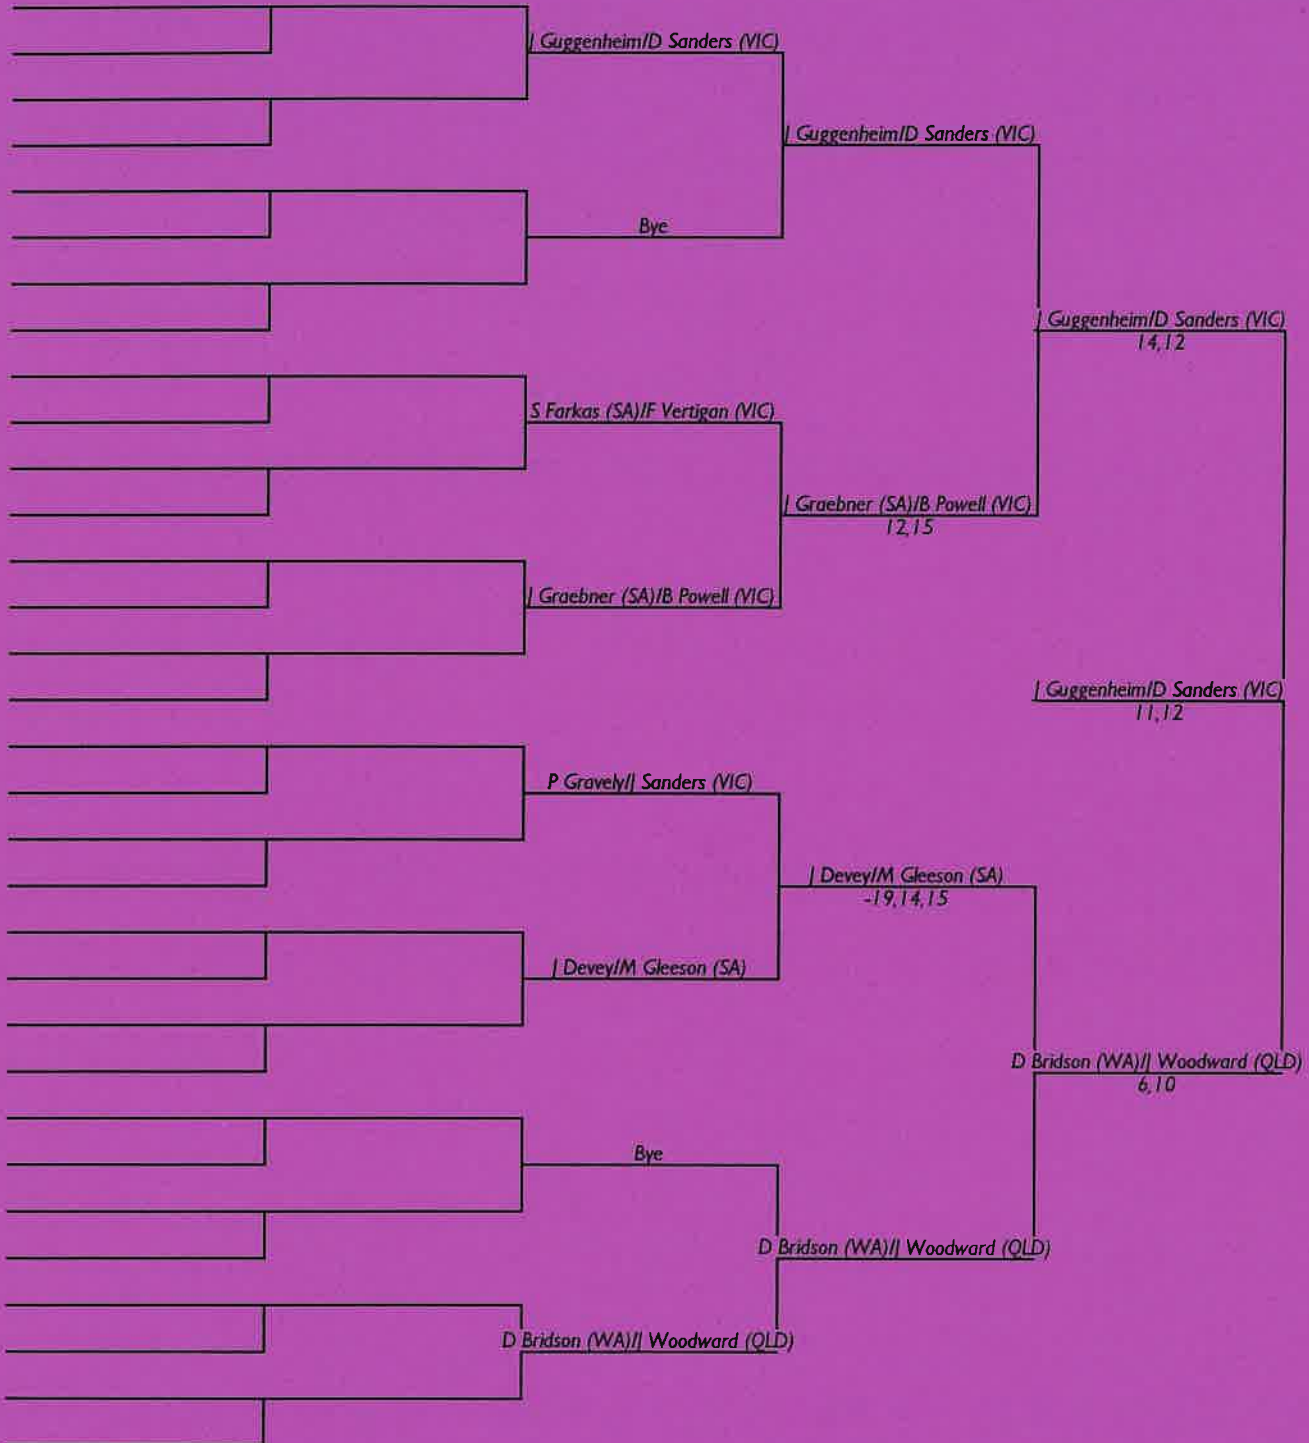 J Guggenheim/D Sanders (VIC)
J Guggenheim/D Sanders (VIC)
Bye
J Guggenheim/D Sanders (VIC)
14,12
S Farkas (SA)/F Vertigan (VIC)
J Graebner (SA)/B Powell (VIC)
12,15
J Graebner (SA)/B Powell (VIC)
J Guggenheim/D Sanders (VIC)
11,12
P Gravely/J Sanders (VIC)
J Devey/M Gleeson (SA)
-19,14,15
J Devey/M Gleeson (SA)
D Bridson (WA)/J Woodward (QLD)
6,10
Bye
D Bridson (WA)/J Woodward (QLD)
D Bridson (WA)/J Woodward (QLD)